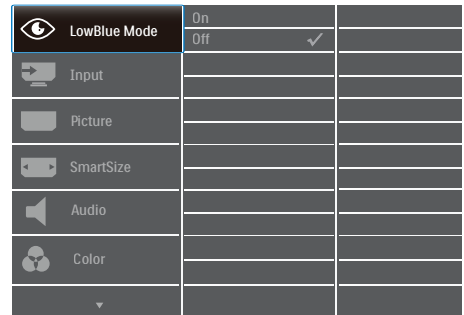 LowBlue Mode
On
Off
Input
Picture
SmartSize
Audio
Color